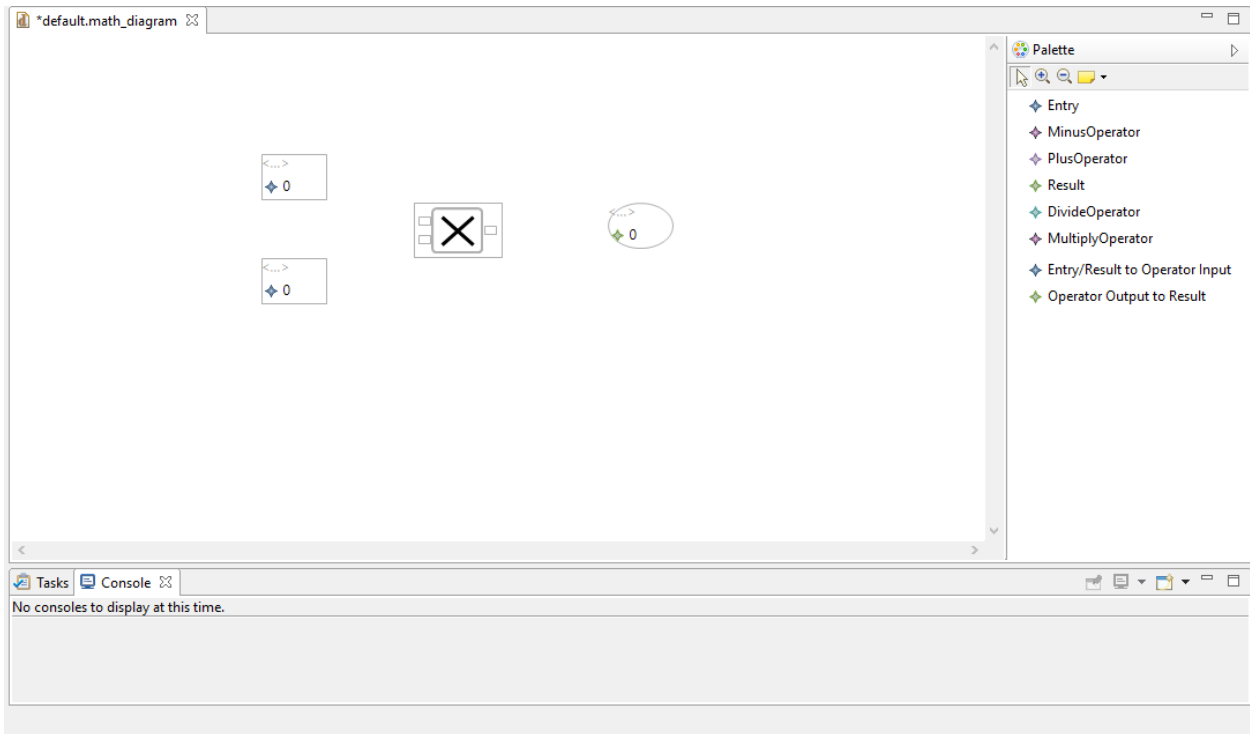 *default.math_diagram
Palette
Entry
MinusOperator
PlusOperator
Result
DivideOperator
MultiplyOperator
Entry/Result to Operator Input
Operator Output to Result
<...>
0
<...>
0
<...>
0
Tasks Console
No consoles to display at this time.